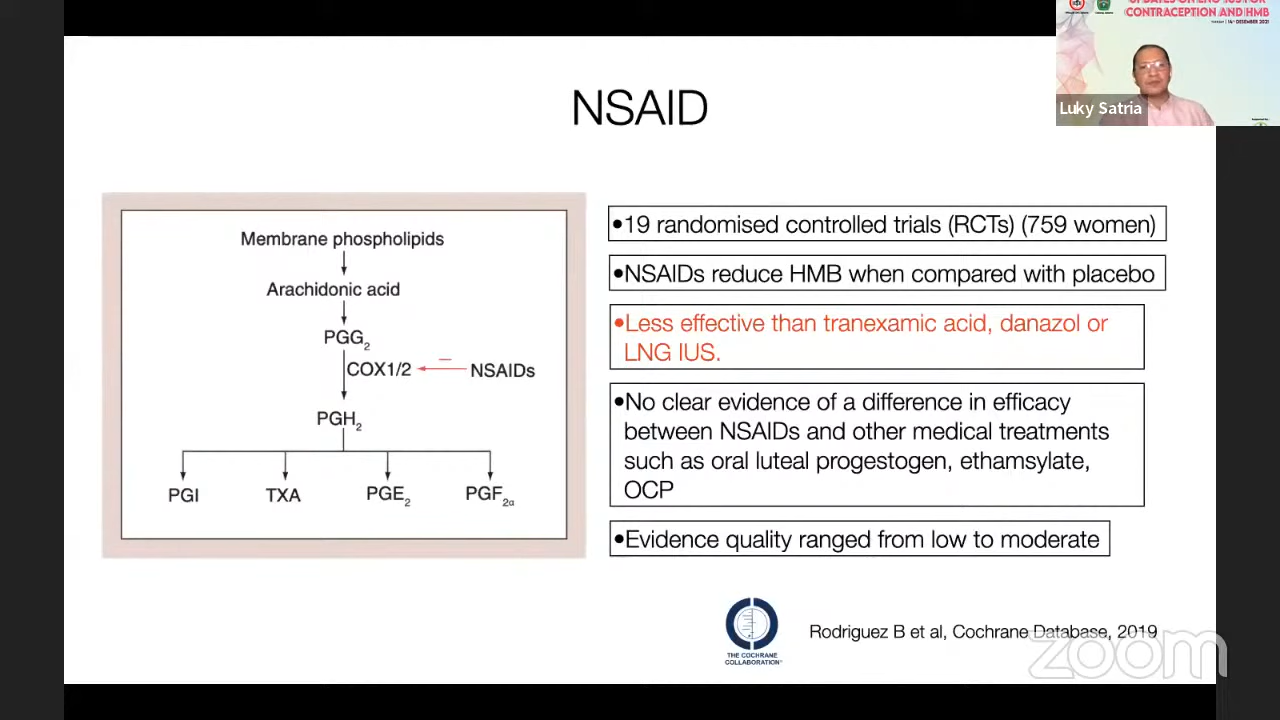 CONTRACEPTION AND HMB
Luky Satria
NSAID
Membrane phospholipids
Arachidonic acid
PGG2
COX1/2
NSAIDs
PGH2
PGI
TXA
PGE2
PGF2α
•19 randomised controlled trials (RCTs) (759 women)
•NSAIDs reduce HMB when compared with placebo
•Less effective than tranexamic acid, danazol or
LNG IUS.
•No clear evidence of a difference in efficacy
between NSAIDs and other medical treatments
such as oral luteal progestogen, ethamsylate,
OCP
•Evidence quality ranged from low to moderate
THE COCHRANE
COLLABORATION®
Rodriguez B et al, Cochrane Database, 2019
zoom